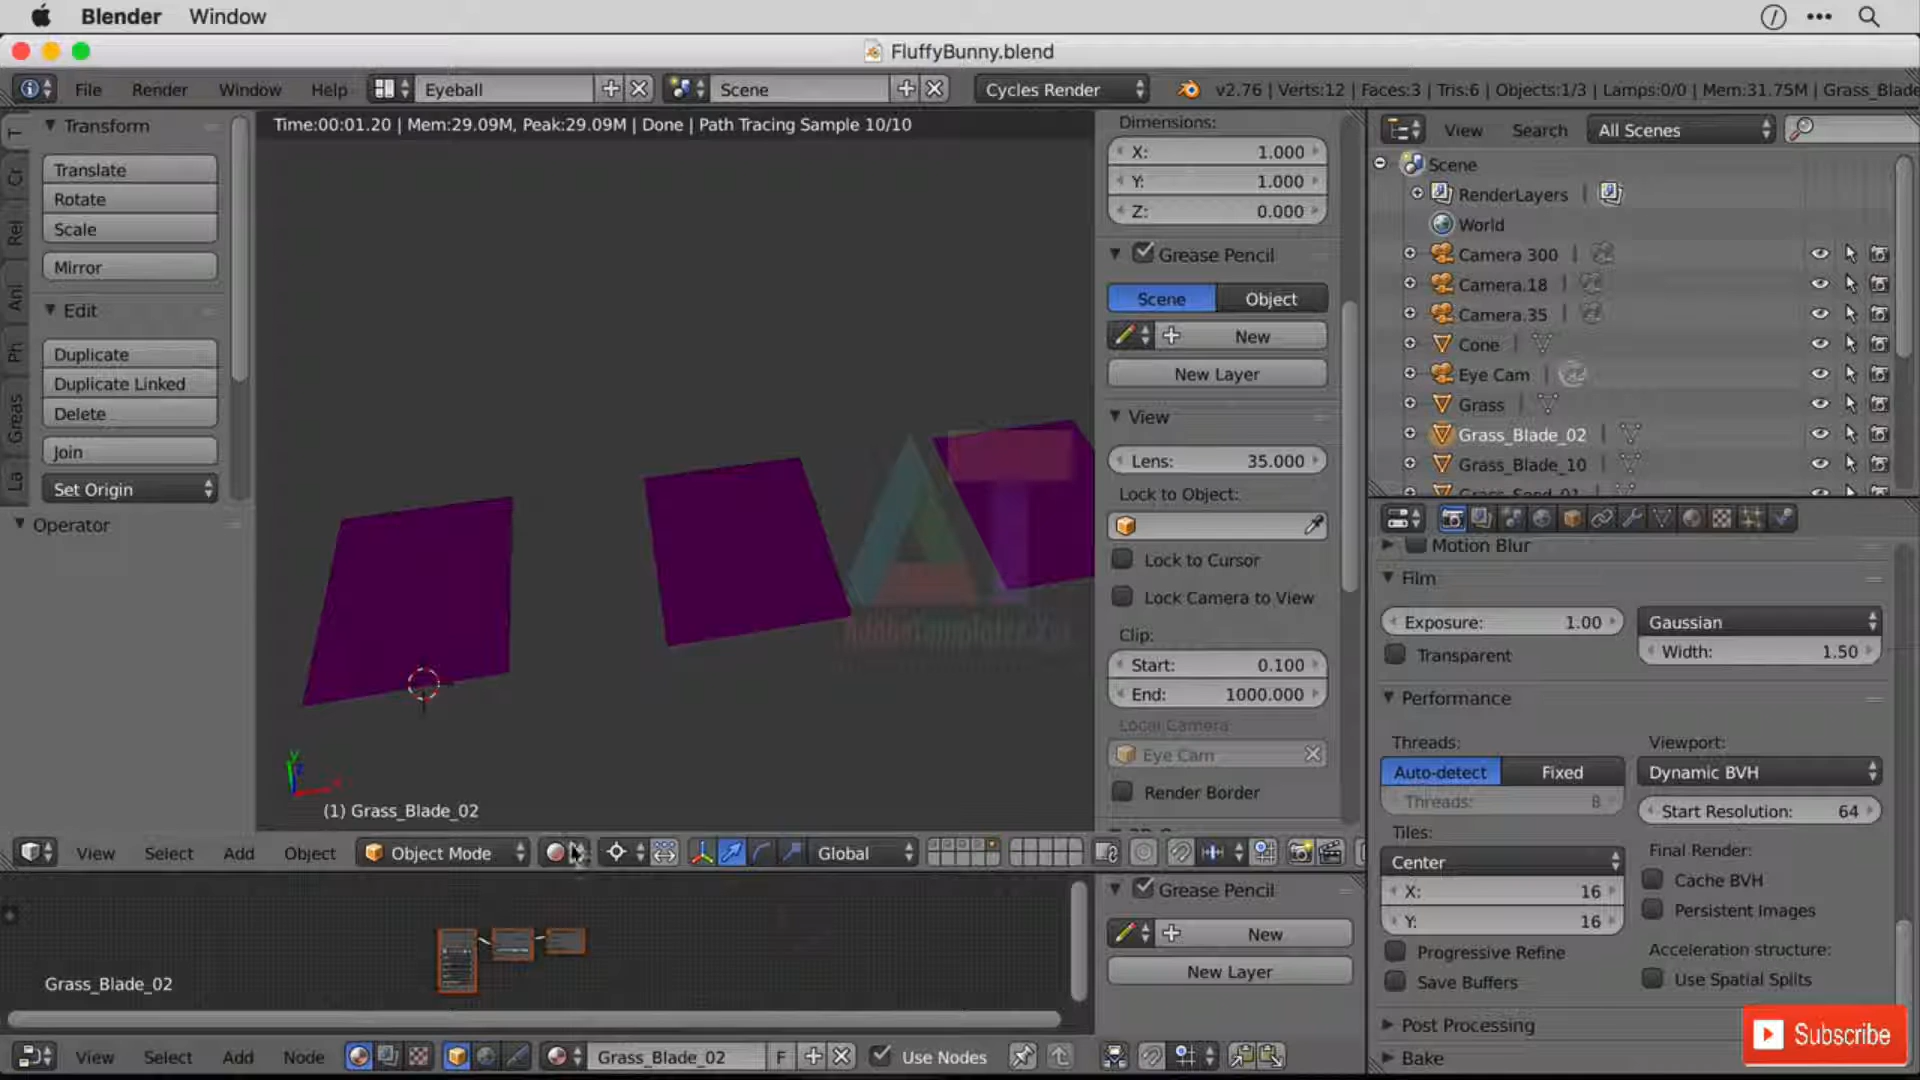 Blender Window
FluffyBunny.blend
File Render Window Help Eyeball Scene Cycles Render v2.76 | Verts:12 | Faces:3 | Tris:6 | Objects:1/3 | Lamps:0/0 | Mem:31.75M | Grass_Blade
Time:00:01.20 | Mem:29.09M, Peak:29.09M | Done | Path Tracing Sample 10/10
Transform
Translate
Rotate
Scale
Mirror
Edit
Duplicate
Duplicate Linked
Delete
Join
Set Origin
Operator
T
Cr
Rel
Ani
Ph
Greas
La
(1) Grass_Blade_02
View Select Add Object Object Mode Global
Dimensions:
X: 1.000
Y: 1.000
Z: 0.000
Grease Pencil
Scene Object
New
New Layer
View
Lens: 35.000
Lock to Object:
Lock to Cursor
Lock Camera to View
Clip:
Start: 0.100
End: 1000.000
Local Camera:
Eye Cam
Render Border
View Search All Scenes
Scene
RenderLayers |
World
Camera 300 |
Camera.18 |
Camera.35 |
Cone |
Eye Cam |
Grass |
Grass_Blade_02 |
Grass_Blade_10 |
Motion Blur
Film
Exposure: 1.00
Transparent
Gaussian
Width: 1.50
Performance
Threads:
Auto-detect Fixed
Threads: 8
Tiles:
Center
X: 16
Y: 16
Progressive Refine
Save Buffers
Viewport:
Dynamic BVH
Start Resolution: 64
Final Render:
Cache BVH
Persistent Images
Acceleration structure:
Use Spatial Splits
Post Processing
Bake
Grass_Blade_02
Grease Pencil
New
New Layer
View Select Add Node Grass_Blade_02 F Use Nodes
Subscribe